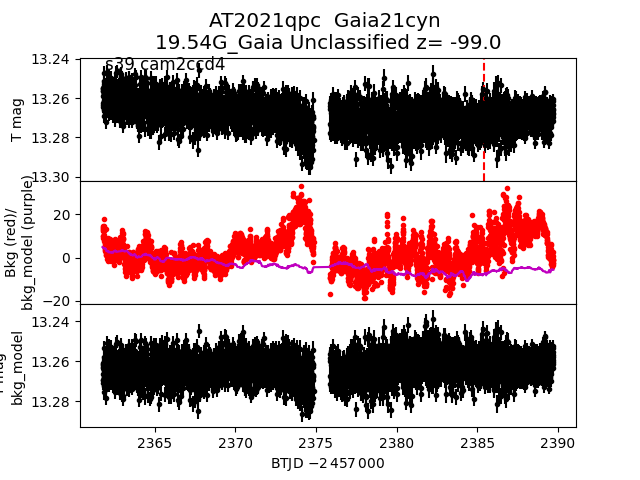 AT2021qpc  Gaia21cyn
19.54G_Gaia Unclassified z= -99.0
s39 cam2ccd4
13.24
13.26
13.28
13.30
T mag
20
0
−20
Bkg (red)/
bkg_model (purple)
13.24
13.26
13.28
bkg_model
2365
2370
2375
2380
2385
2390
BTJD −2 457 000